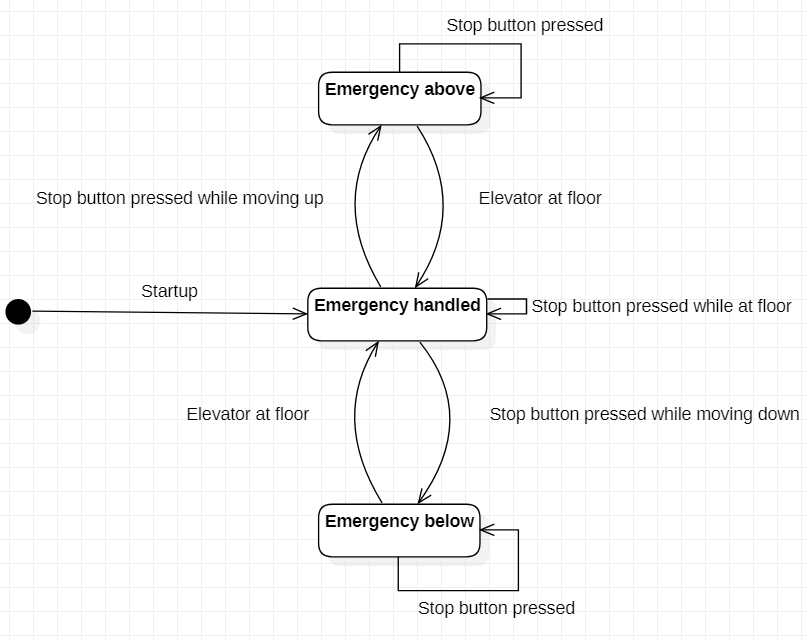 Stop button pressed
Emergency above
Stop button pressed while moving up
Elevator at floor
Startup
Emergency handled
Stop button pressed while at floor
Elevator at floor
Stop button pressed while moving down
Emergency below
Stop button pressed